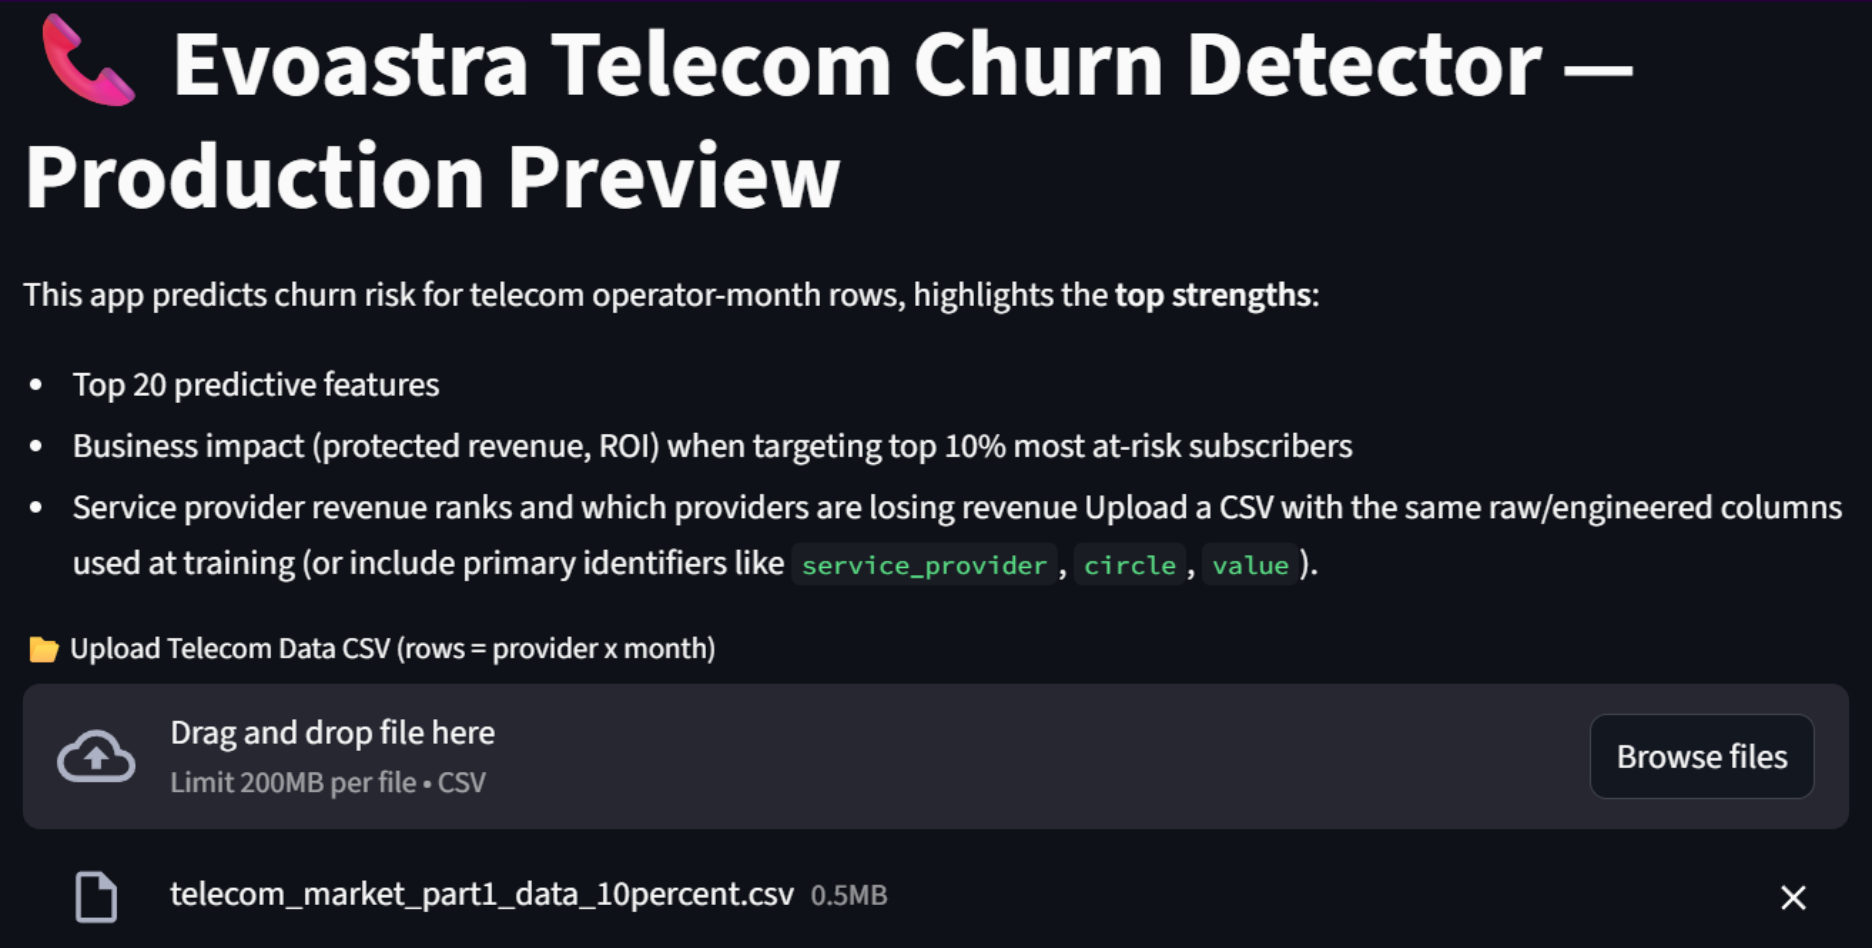 Evoastra Telecom Churn Detector —
Production Preview
This app predicts churn risk for telecom operator-month rows, highlights the top strengths:
• Top 20 predictive features
• Business impact (protected revenue, ROI) when targeting top 10% most at-risk subscribers
• Service provider revenue ranks and which providers are losing revenue Upload a CSV with the same raw/engineered columns
used at training (or include primary identifiers like service_provider, circle, value).
Upload Telecom Data CSV (rows = provider x month)
Drag and drop file here
Limit 200MB per file • CSV
Browse files
telecom_market_part1_data_10percent.csv 0.5MB